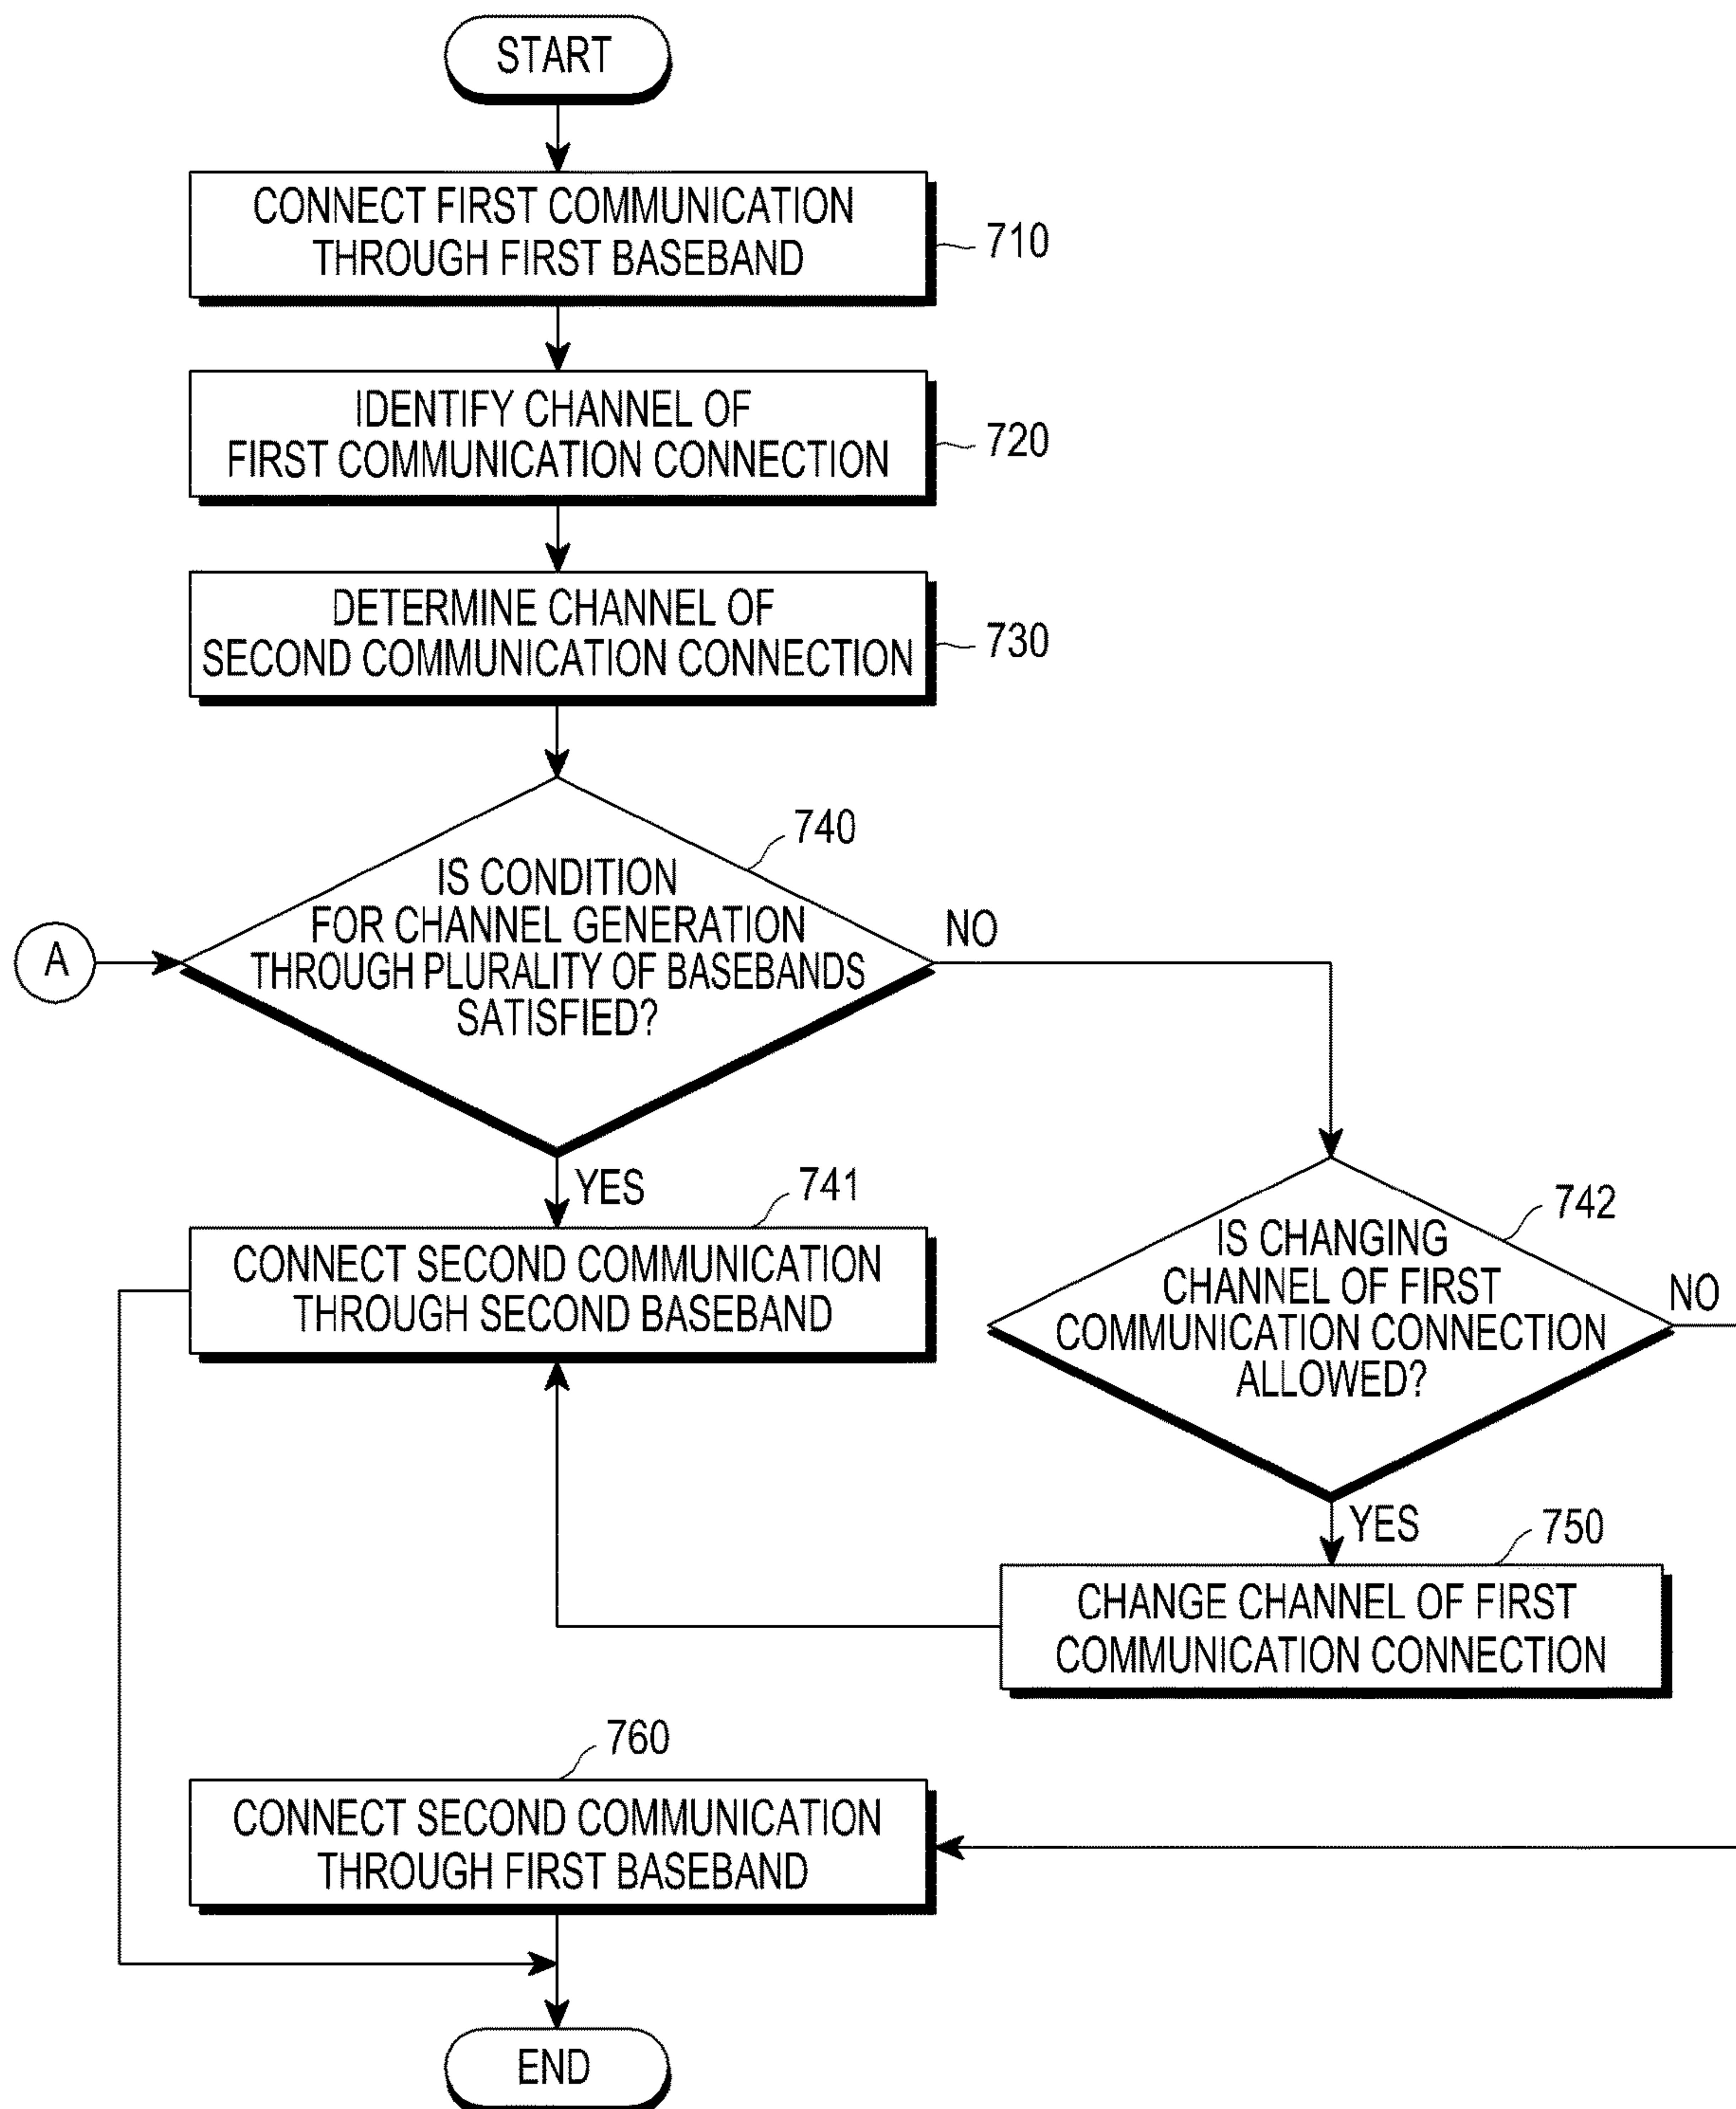 START
CONNECT FIRST COMMUNICATION
THROUGH FIRST BASEBAND
710
IDENTIFY CHANNEL OF
FIRST COMMUNICATION CONNECTION
720
DETERMINE CHANNEL OF
SECOND COMMUNICATION CONNECTION
730
740
IS CONDITION
FOR CHANNEL GENERATION
THROUGH PLURALITY OF BASEBANDS
SATISFIED?
A
NO
YES
741
CONNECT SECOND COMMUNICATION
THROUGH SECOND BASEBAND
742
IS CHANGING
CHANNEL OF FIRST
COMMUNICATION CONNECTION
ALLOWED?
NO
YES
750
CHANGE CHANNEL OF FIRST
COMMUNICATION CONNECTION
760
CONNECT SECOND COMMUNICATION
THROUGH FIRST BASEBAND
END